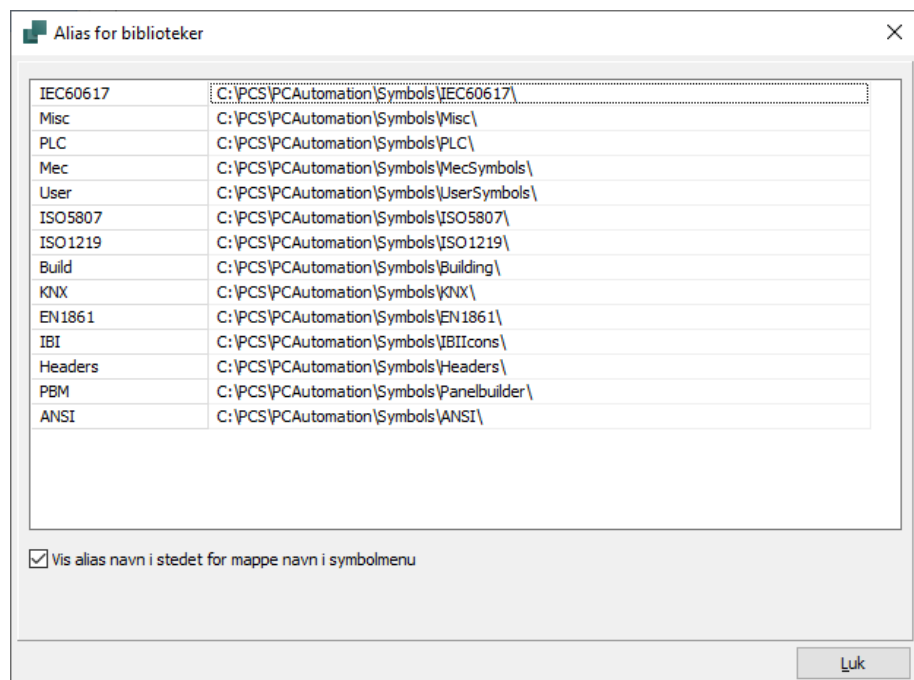 Alias for biblioteker
IEC60617 C:\PCS\PCAutomation\Symbols\IEC60617\
Misc C:\PCS\PCAutomation\Symbols\Misc\
PLC C:\PCS\PCAutomation\Symbols\PLC\
Mec C:\PCS\PCAutomation\Symbols\MecSymbols\
User C:\PCS\PCAutomation\Symbols\UserSymbols\
ISO5807 C:\PCS\PCAutomation\Symbols\ISO5807\
ISO1219 C:\PCS\PCAutomation\Symbols\ISO1219\
Build C:\PCS\PCAutomation\Symbols\Building\
KNX C:\PCS\PCAutomation\Symbols\KNX\
EN1861 C:\PCS\PCAutomation\Symbols\EN1861\
IBI C:\PCS\PCAutomation\Symbols\IBIIcons\
Headers C:\PCS\PCAutomation\Symbols\Headers\
PBM C:\PCS\PCAutomation\Symbols\Panelbuilder\
ANSI C:\PCS\PCAutomation\Symbols\ANSI\
Vis alias navn i stedet for mappe navn i symbolmenu
Luk